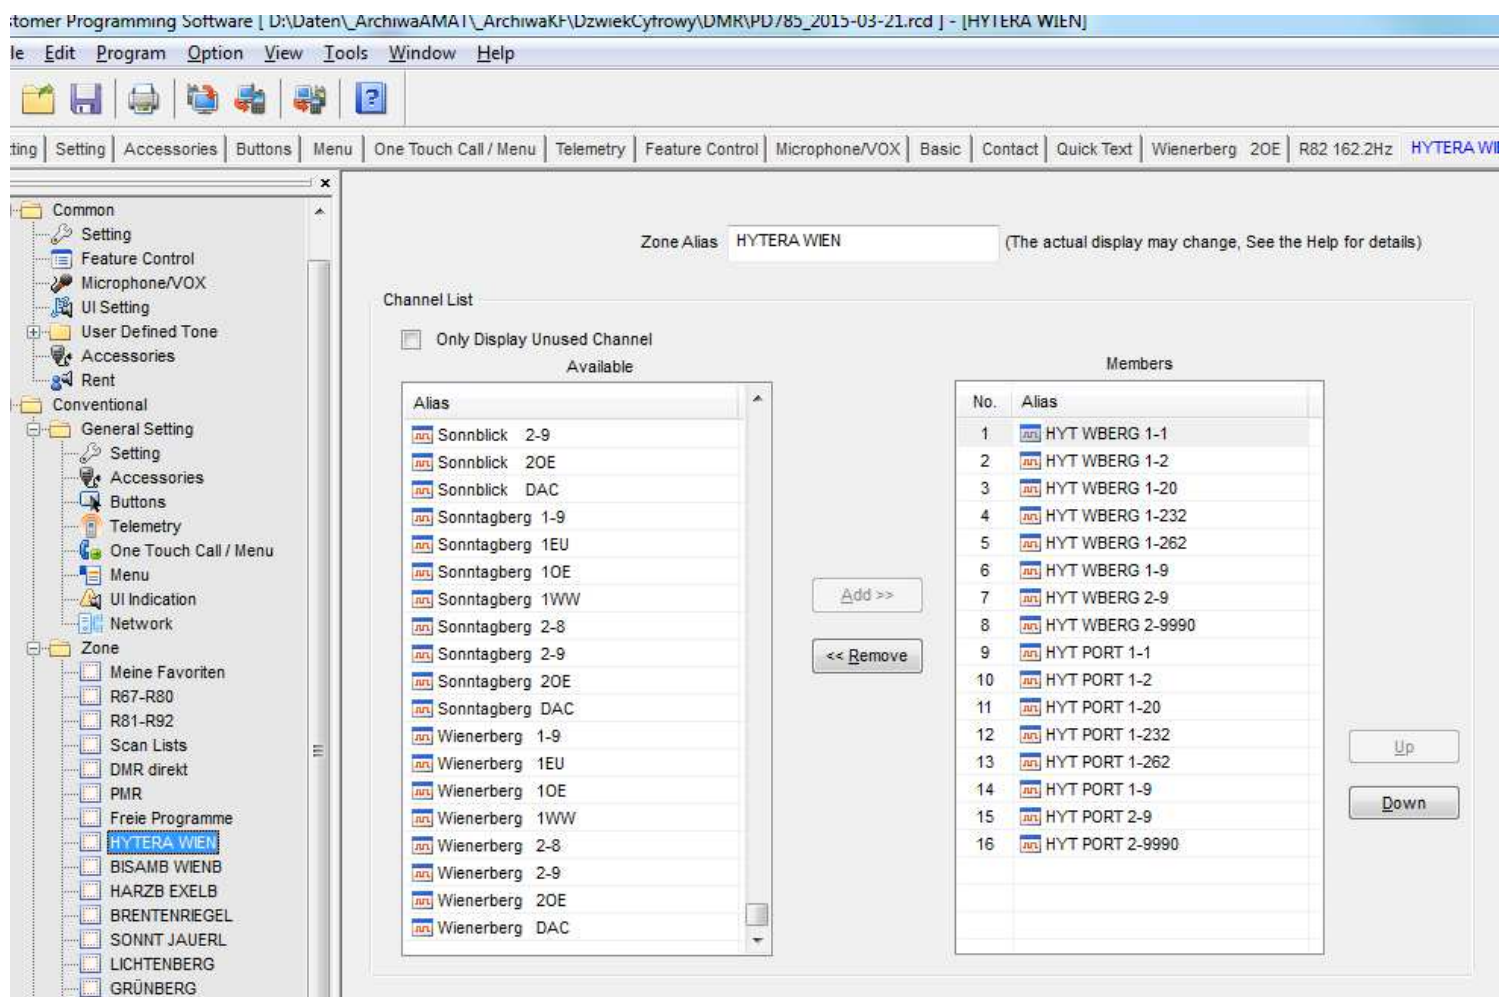 stomer Programming Software [ D:\Daten\_ArchiwaAMAT\_ArchiwaKF\DzwiekCyfrowy\DMR\PD785_2015-03-21.rcd ] - [HYTERA WIEN]
le Edit Program Option View Tools Window Help
ting Setting Accessories Buttons Menu One Touch Call / Menu Telemetry Feature Control Microphone/VOX Basic Contact Quick Text Wienerberg 2OE R82 162.2Hz HYTERA WI
Common
Setting
Feature Control
Microphone/VOX
UI Setting
User Defined Tone
Accessories
Rent
Conventional
General Setting
Setting
Accessories
Buttons
Telemetry
One Touch Call / Menu
Menu
UI Indication
Network
Zone
Meine Favoriten
R67-R80
R81-R92
Scan Lists
DMR direkt
PMR
Freie Programme
HYTERA WIEN
BISAMB WIENB
HARZB EXELB
BRENTENRIEGEL
SONNT JAUERL
LICHTENBERG
GRÜNBERG
Zone Alias HYTERA WIEN (The actual display may change, See the Help for details)
Channel List
Only Display Unused Channel
Available
Alias
Sonnblick 2-9
Sonnblick 2OE
Sonnblick DAC
Sonntagberg 1-9
Sonntagberg 1EU
Sonntagberg 1OE
Sonntagberg 1WW
Sonntagberg 2-8
Sonntagberg 2-9
Sonntagberg 2OE
Sonntagberg DAC
Wienerberg 1-9
Wienerberg 1EU
Wienerberg 1OE
Wienerberg 1WW
Wienerberg 2-8
Wienerberg 2-9
Wienerberg 2OE
Wienerberg DAC
Add >>
<< Remove
Members
No. Alias
1 HYT WBERG 1-1
2 HYT WBERG 1-2
3 HYT WBERG 1-20
4 HYT WBERG 1-232
5 HYT WBERG 1-262
6 HYT WBERG 1-9
7 HYT WBERG 2-9
8 HYT WBERG 2-9990
9 HYT PORT 1-1
10 HYT PORT 1-2
11 HYT PORT 1-20
12 HYT PORT 1-232
13 HYT PORT 1-262
14 HYT PORT 1-9
15 HYT PORT 2-9
16 HYT PORT 2-9990
Up
Down